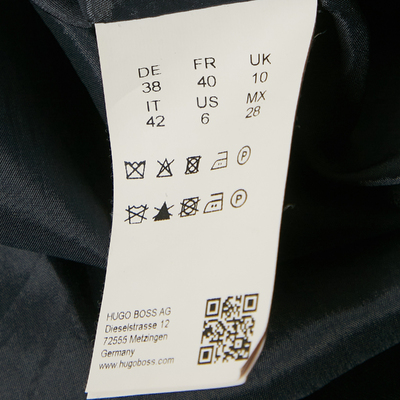 DE FR UK
38 40 10
IT US MX
42 6 28
P
P
HUGO BOSS AG
Dieselstrasse 12
72555 Metzingen
Germany
www.hugoboss.com